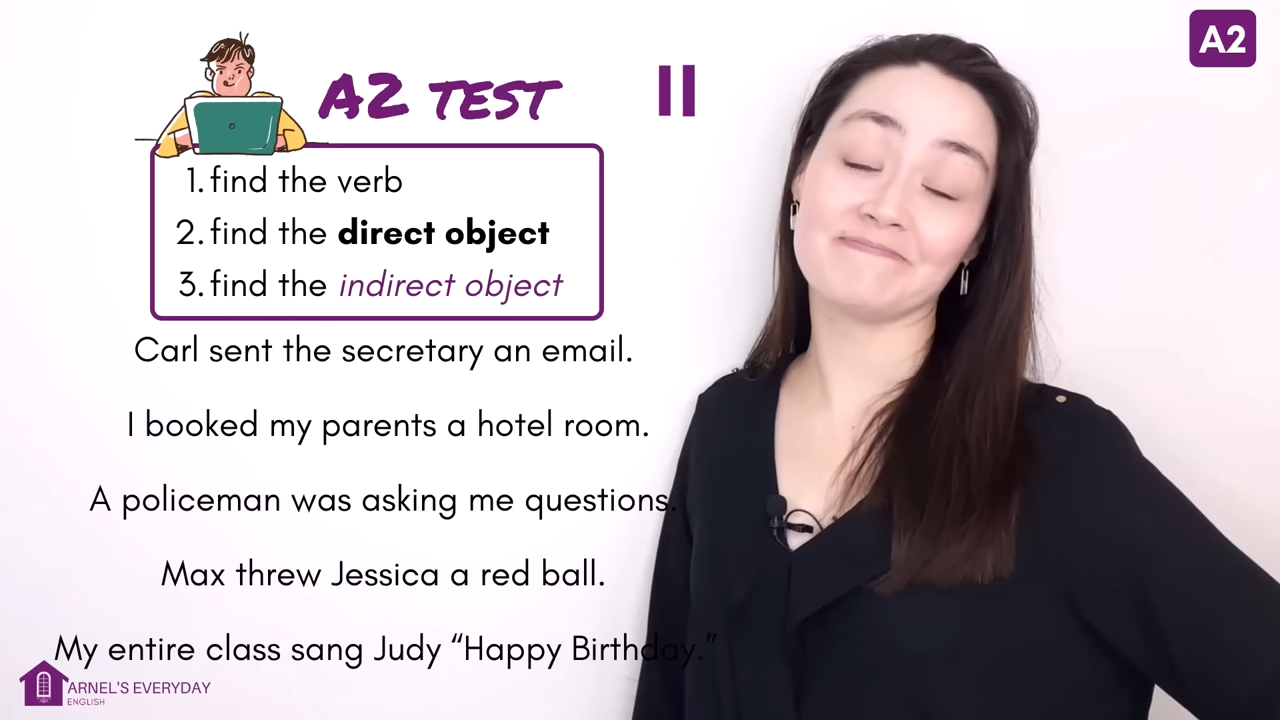 A2
A2 TEST
1. find the verb
2. find the direct object
3. find the indirect object
Carl sent the secretary an email.
I booked my parents a hotel room.
A policeman was asking me questions.
Max threw Jessica a red ball.
My entire class sang Judy “Happy Birthday.”
ARNEL'S EVERYDAY
ENGLISH